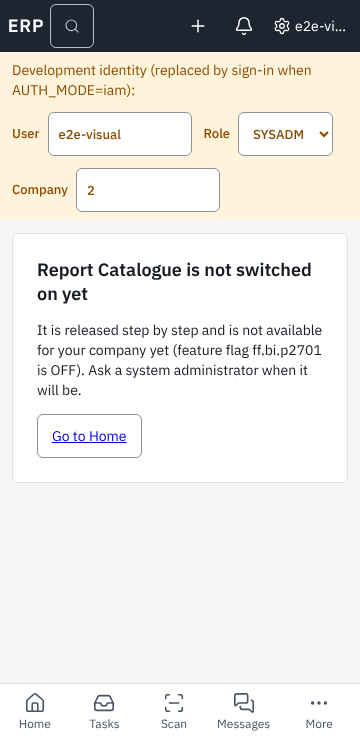 ERP
e2e-vi...
Development identity (replaced by sign-in when
AUTH_MODE=iam):
User
e2e-visual
Role
SYSADM
Company
2
Report Catalogue is not switched
on yet
It is released step by step and is not available
for your company yet (feature flag ff.bi.p2701
is OFF). Ask a system administrator when it
will be.
Go to Home
Home
Tasks
Scan
Messages
More